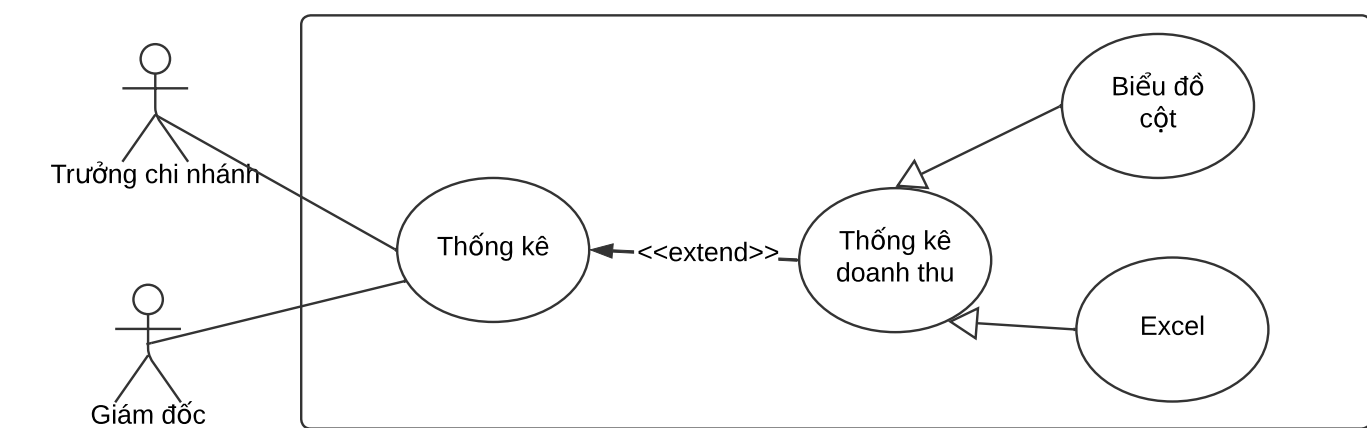 Biểu đồ
cột
Trưởng chi nhánh
Thống kê
<<extend>>
Thống kê
doanh thu
Excel
Giám đốc